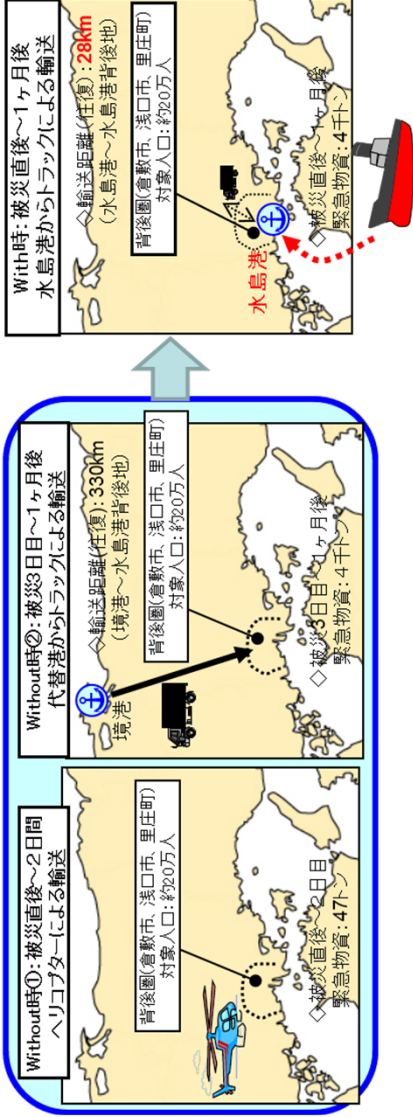 Without時①:被災直後～2日間
ヘリコプターによる輸送
背後圏(倉敷市、浅口市、里庄町)
対象人口:約20万人
◇被災直後～2日目
緊急物資:47トン
Without時②:被災3日目～1ヶ月後
代替港からトラックによる輸送
◇輸送距離(往復):330km
(境港～水島港背後地)
境港
背後圏(倉敷市、浅口市、里庄町)
対象人口:約20万人
◇被災3日目～1ヶ月後
緊急物資:4千トン
With時:被災直後～1ヶ月後
水島港からトラックによる輸送
◇輸送距離(往復):28km
(水島港～水島港背後地)
背後圏(倉敷市、浅口市、里庄町)
対象人口:約20万人
水島港
◇被災直後～1ヶ月後
緊急物資:4千トン